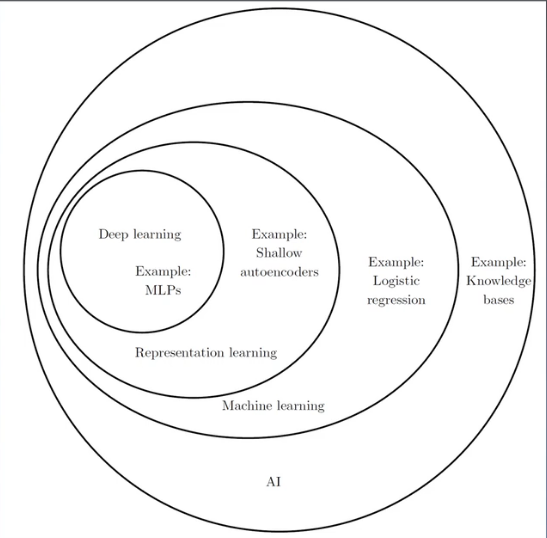 Deep learning
Example:
MLPs
Example:
Shallow
autoencoders
Example:
Logistic
regression
Example:
Knowledge
bases
Representation learning
Machine learning
AI